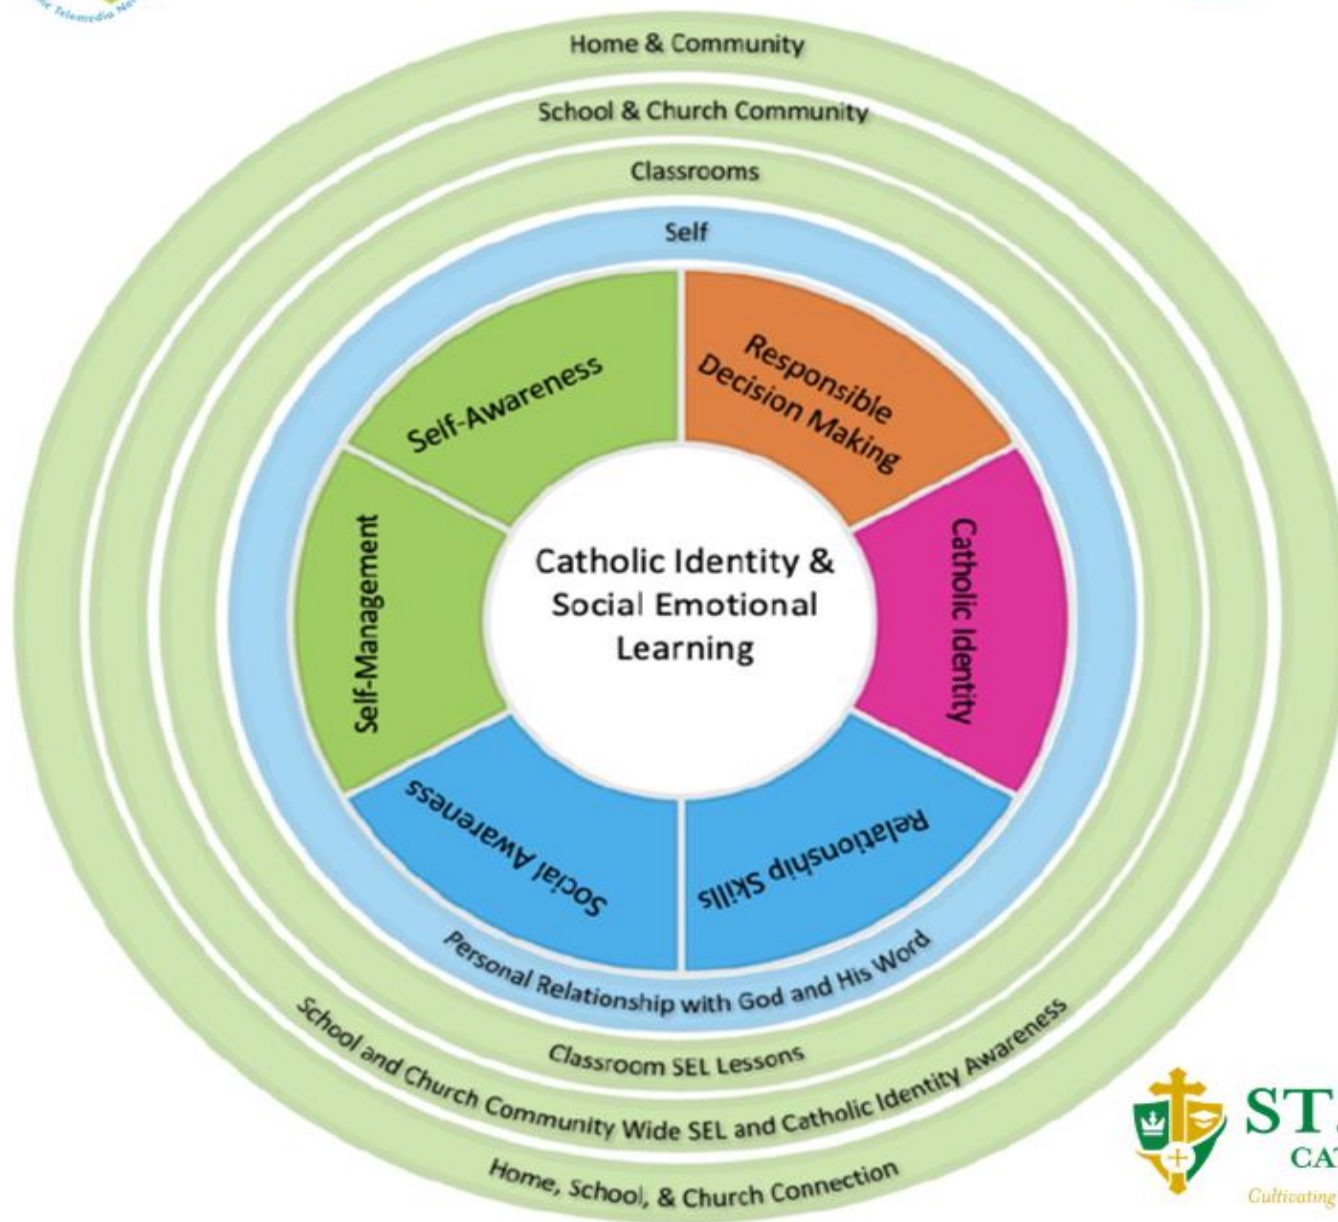 Telemedia
Home & Community
School & Church Community
Classrooms
Self
Self-Awareness
Responsible
Decision Making
Self-Management
Catholic Identity &
Social Emotional
Learning
Catholic Identity
Social Awareness
Relationship Skills
Personal Relationship with God and His Word
Classroom SEL Lessons
School and Church Community Wide SEL and Catholic Identity Awareness
Home, School, & Church Connection
ST.
Cultivating